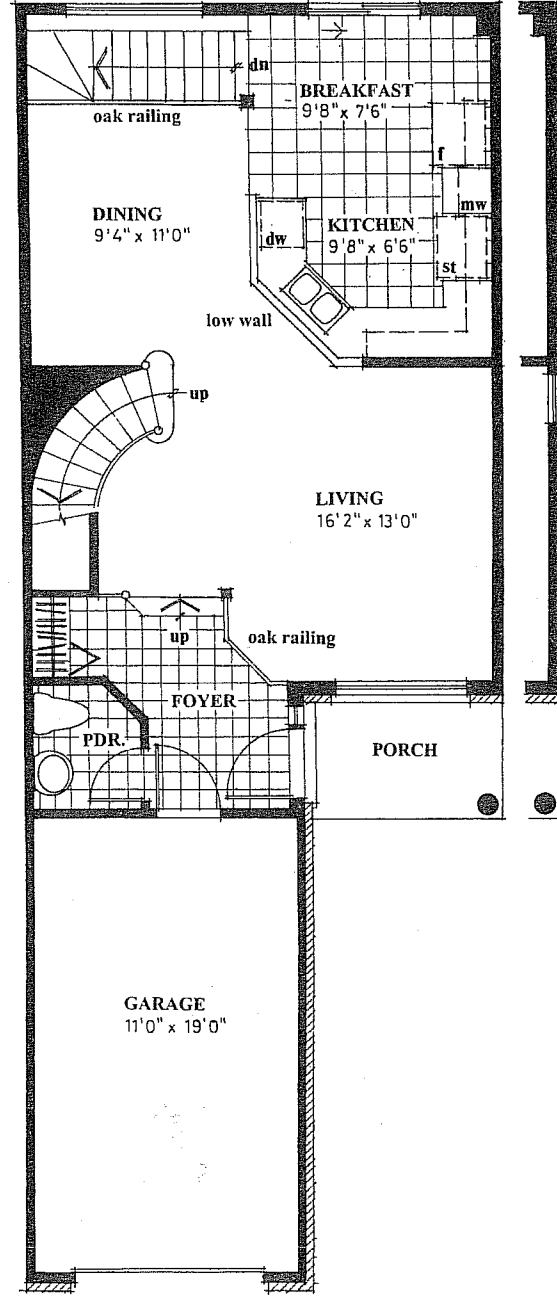 dn
oak railing
BREAKFAST
9'8" x 7'6"
f
mw
DINING
9'4" x 11'0"
KITCHEN
9'8" x 6'6"
dw
st
low wall
up
LIVING
16'2" x 13'0"
up
oak railing
FOYER
PDR.
PORCH
GARAGE
11'0" x 19'0"